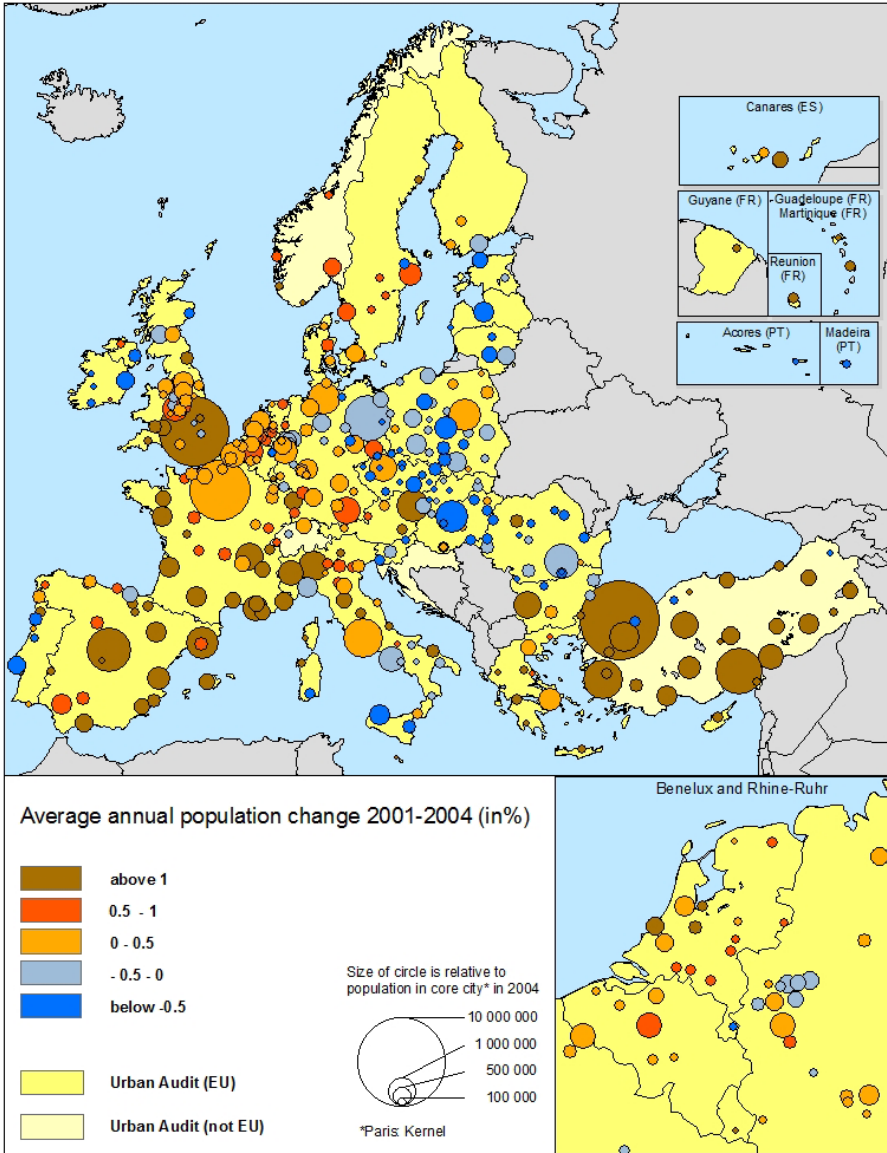 Canares (ES)
Guyane (FR)
Guadeloupe (FR)
Martinique (FR)
Reunion
(FR)
Acores (PT)
Madeira
(PT)
Benelux and Rhine-Ruhr
Average annual population change 2001-2004 (in%)
above 1
0.5 - 1
0 - 0.5
- 0.5 - 0
below -0.5
Size of circle is relative to
population in core city* in 2004
10 000 000
1 000 000
500 000
100 000
Urban Audit (EU)
Urban Audit (not EU)
*Paris: Kernel